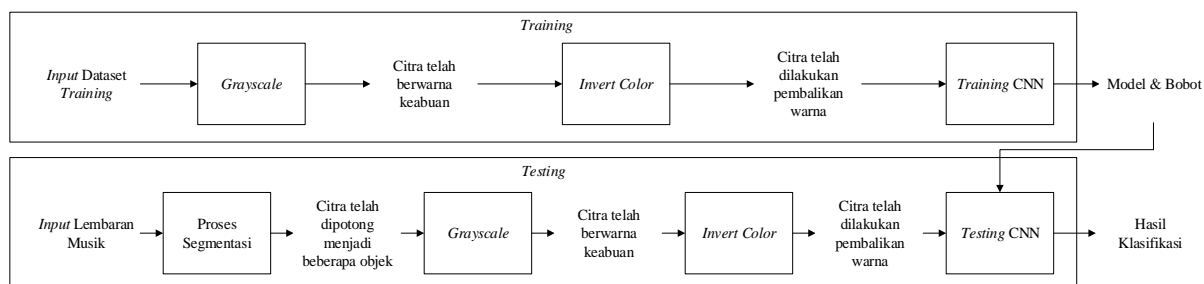 Training
Input Dataset
Training
Grayscale
Citra telah
berwarna
keabuan
Invert Color
Citra telah
dilakukan
pembalikan
warna
Training CNN
Model & Bobot
Testing
Input Lembaran
Musik
Proses
Segmentasi
Citra telah
dipotong
menjadi
beberapa objek
Grayscale
Citra telah
berwarna
keabuan
Invert Color
Citra telah
dilakukan
pembalikan
warna
Testing CNN
Hasil
Klasifikasi